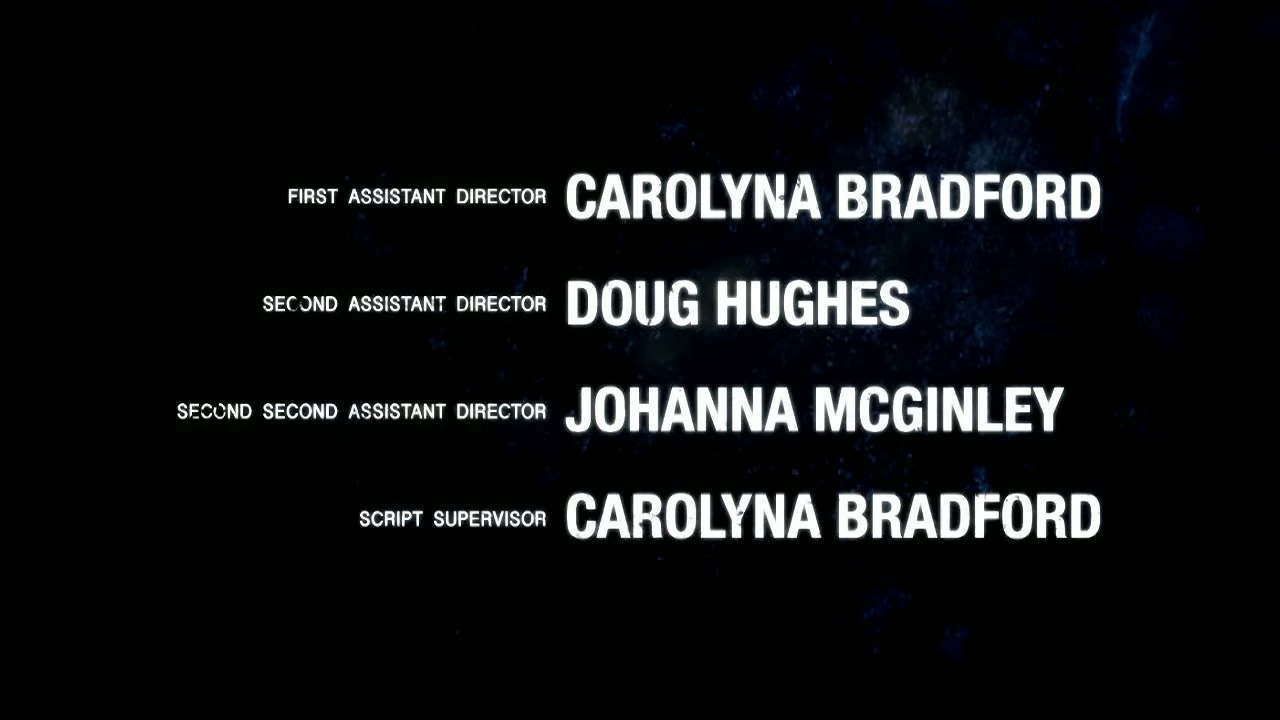 FIRST ASSISTANT DIRECTOR CAROLYNA BRADFORD
SECOND ASSISTANT DIRECTOR DOUG HUGHES
SECOND SECOND ASSISTANT DIRECTOR JOHANNA MCGINLEY
SCRIPT SUPERVISOR CAROLYNA BRADFORD